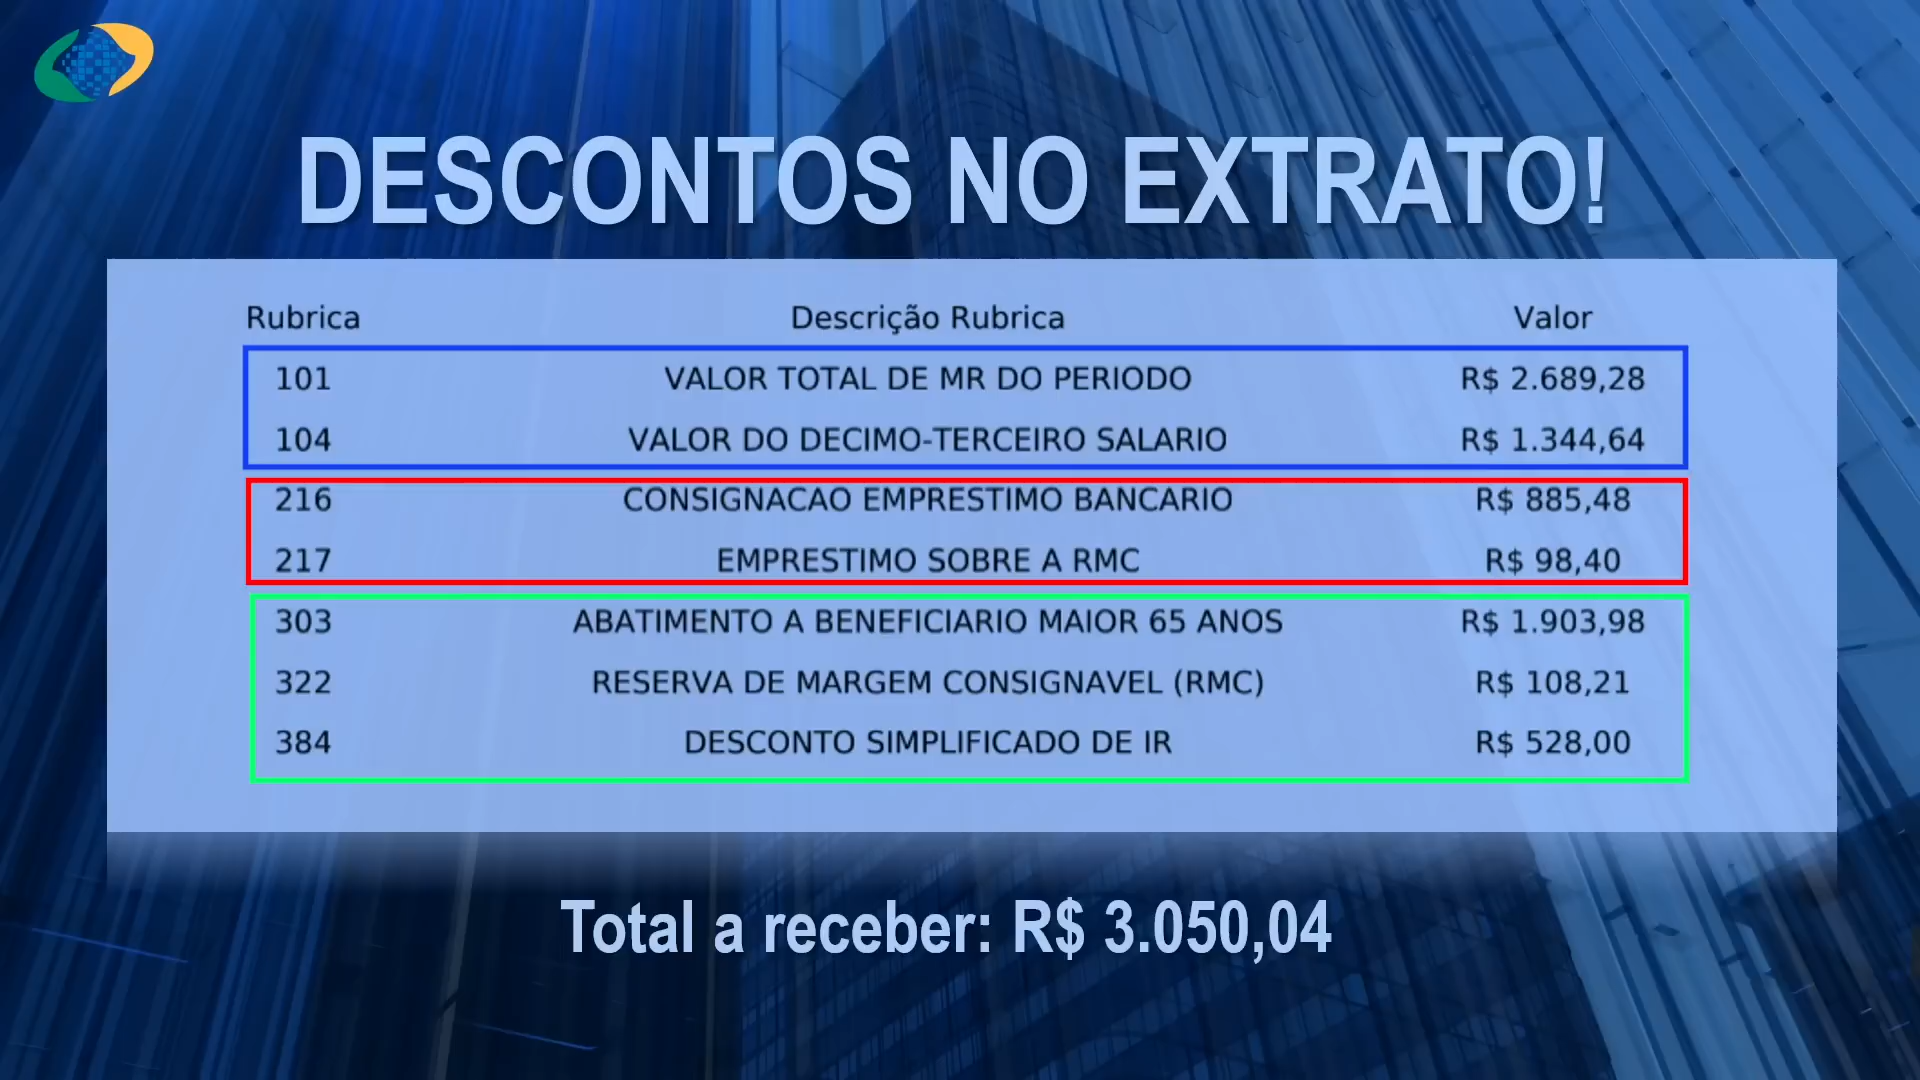 DESCONTOS NO EXTRATO!
Rubrica Descrição Rubrica Valor
101 VALOR TOTAL DE MR DO PERIODO R$ 2.689,28
104 VALOR DO DECIMO-TERCEIRO SALARIO R$ 1.344,64
216 CONSIGNACAO EMPRESTIMO BANCARIO R$ 885,48
217 EMPRESTIMO SOBRE A RMC R$ 98,40
303 ABATIMENTO A BENEFICIARIO MAIOR 65 ANOS R$ 1.903,98
322 RESERVA DE MARGEM CONSIGNAVEL (RMC) R$ 108,21
384 DESCONTO SIMPLIFICADO DE IR R$ 528,00
Total a receber: R$ 3.050,04